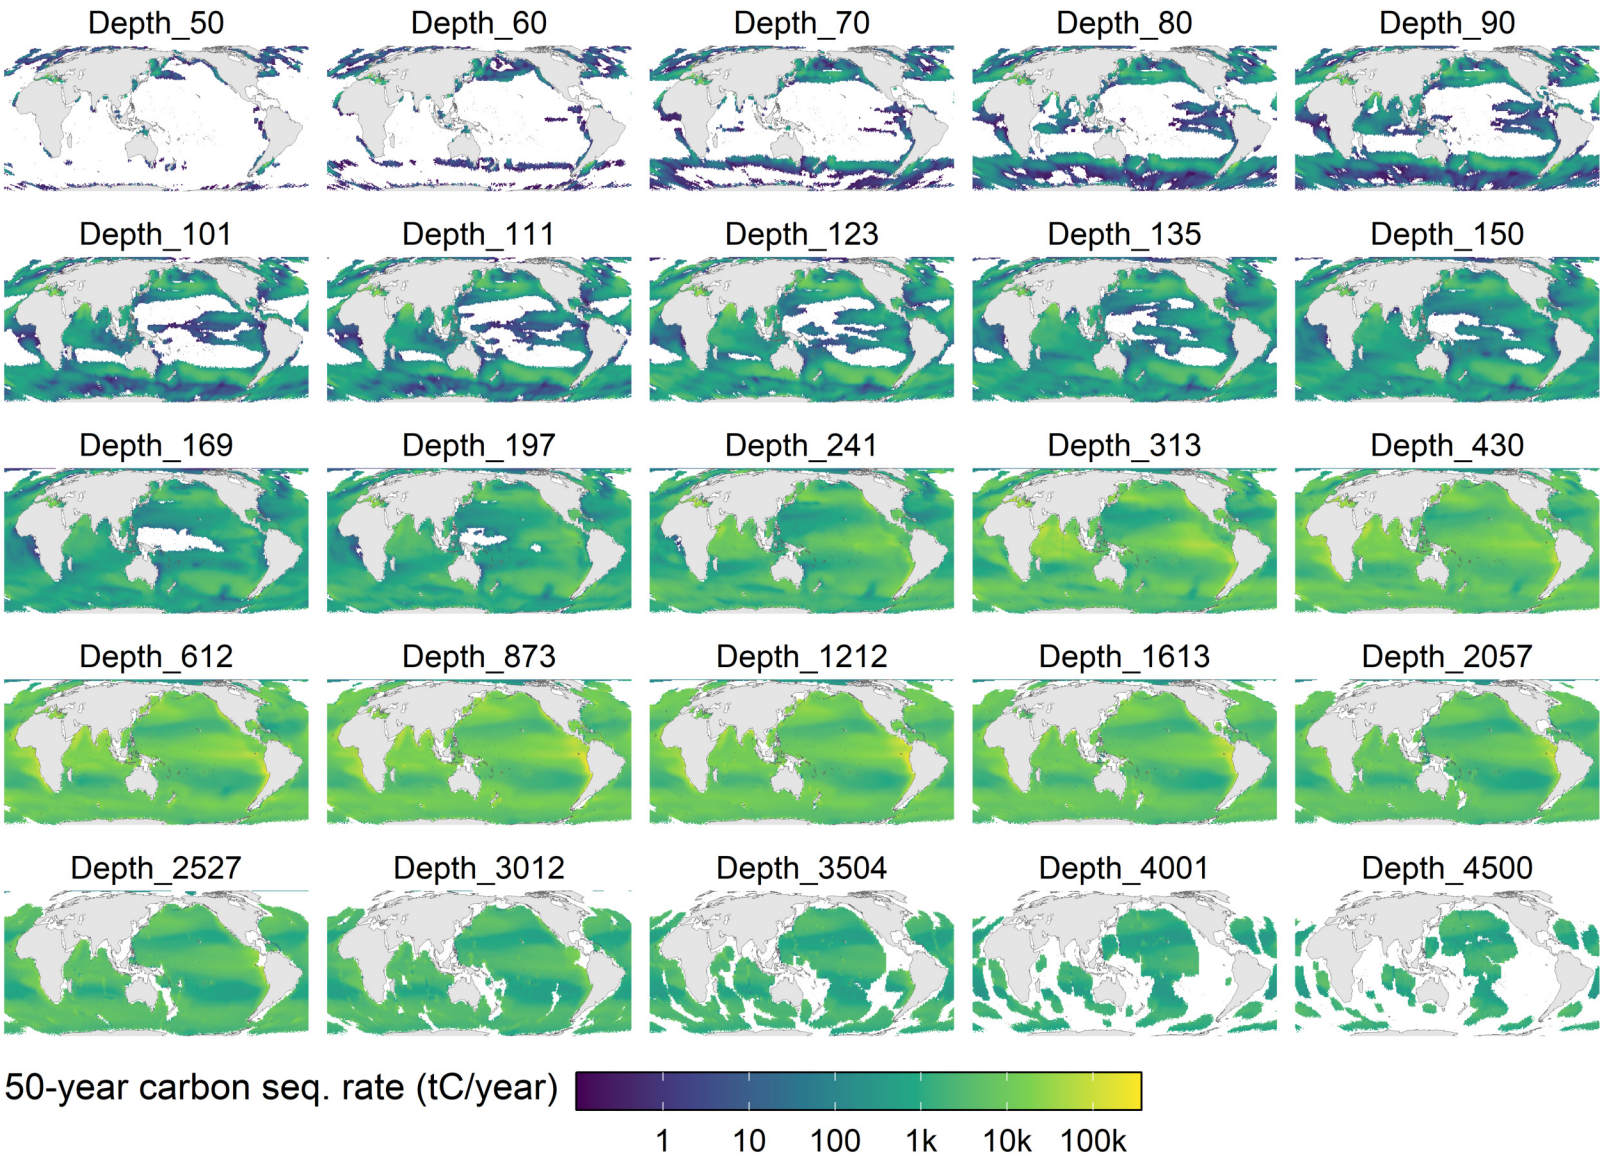 Depth_50 Depth_60 Depth_70 Depth_80 Depth_90
Depth_101 Depth_111 Depth_123 Depth_135 Depth_150
Depth_169 Depth_197 Depth_241 Depth_313 Depth_430
Depth_612 Depth_873 Depth_1212 Depth_1613 Depth_2057
Depth_2527 Depth_3012 Depth_3504 Depth_4001 Depth_4500
50-year carbon seq. rate (tC/year)
1 10 100 1k 10k 100k